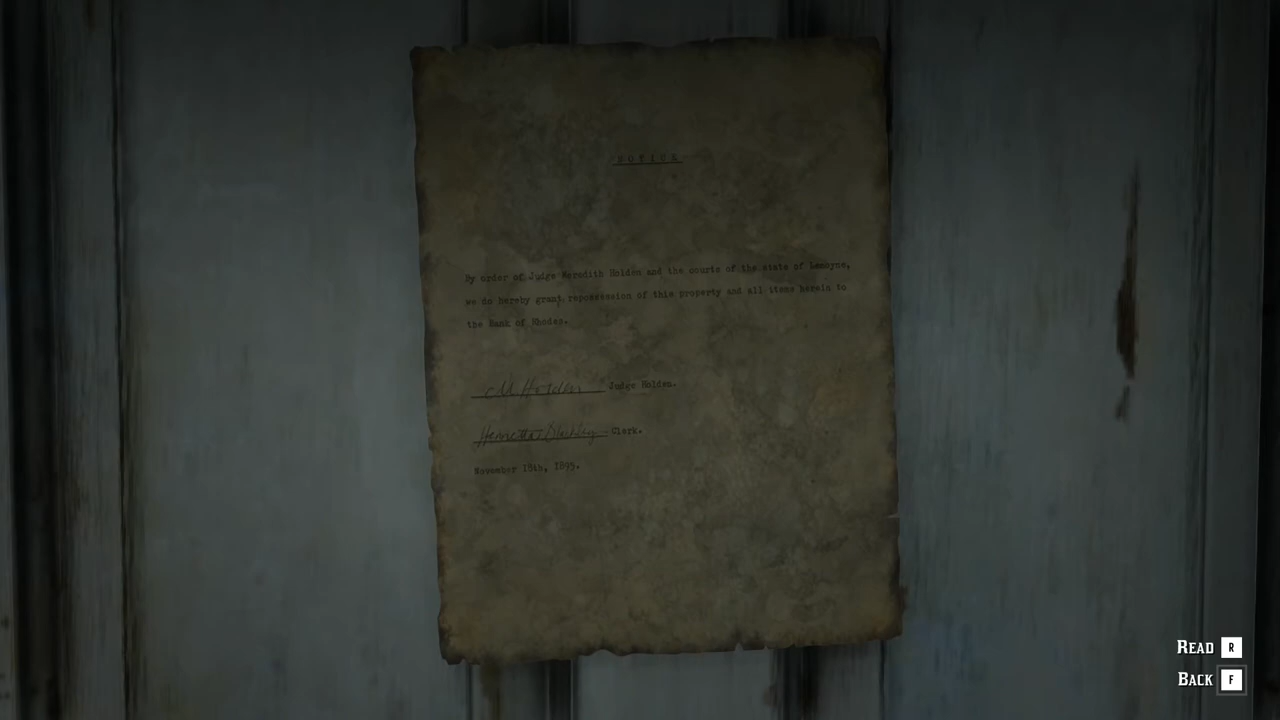 NOTICE
By order of Judge Meredith Holden and the courts of the state of Lemoyne,
we do hereby grant repossession of this property and all items herein to
the Bank of Rhodes.
M Holden Judge Holden.
Henrietta Clerk.
November 18th, 1895.
READ R
BACK F